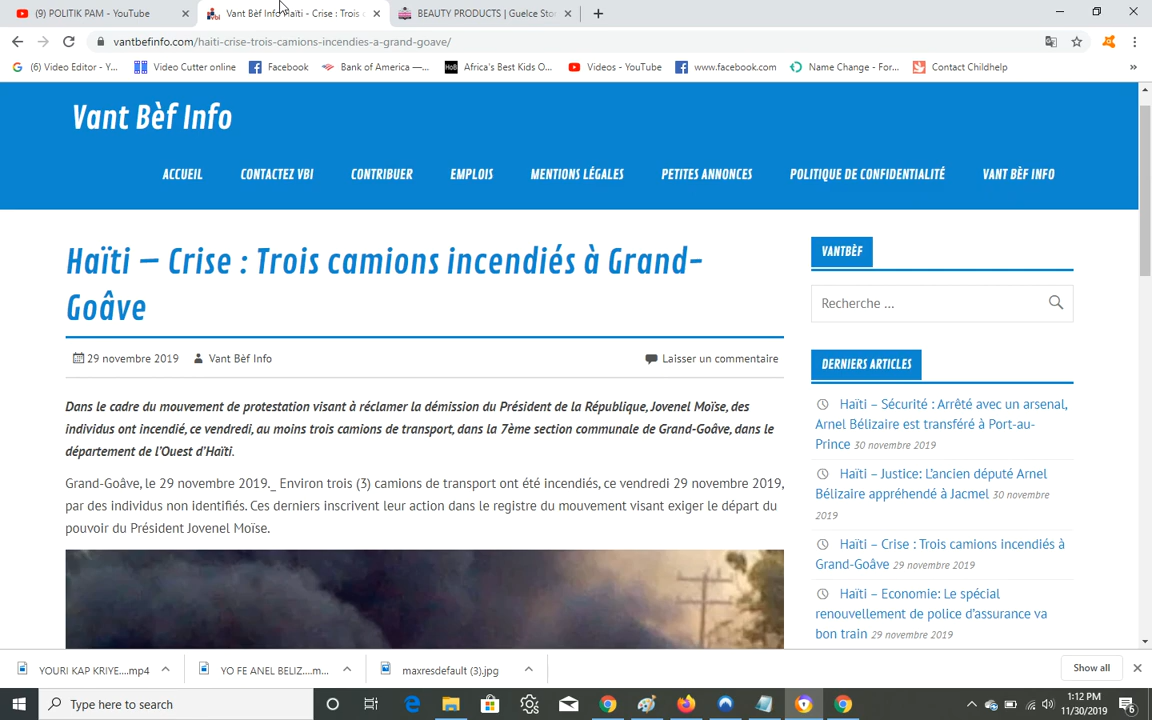 (9) POLITIK PAM - YouTube
Vant Bèf Info Haïti - Crise : Trois
BEAUTY PRODUCTS | Guelce Sto
vantbefinfo.com/haiti-crise-trois-camions-incendies-a-grand-goave/
(6) Video Editor - Y...
Video Cutter online
Facebook
Bank of America —...
Africa's Best Kids O...
Videos - YouTube
www.facebook.com
Name Change - For...
Contact Childhelp
Vant Bèf Info
ACCUEIL
CONTACTEZ VBI
CONTRIBUER
EMPLOIS
MENTIONS LÉGALES
PETITES ANNONCES
POLITIQUE DE CONFIDENTIALITÉ
VANT BÈF INFO
Haïti – Crise : Trois camions incendiés à Grand-
Goâve
29 novembre 2019
Vant Bèf Info
Laisser un commentaire
Dans le cadre du mouvement de protestation visant à réclamer la démission du Président de la République, Jovenel Moïse, des
individus ont incendié, ce vendredi, au moins trois camions de transport, dans la 7ème section communale de Grand-Goâve, dans le
département de l'Ouest d'Haïti.
Grand-Goâve, le 29 novembre 2019._ Environ trois (3) camions de transport ont été incendiés, ce vendredi 29 novembre 2019,
par des individus non identifiés. Ces derniers inscrivent leur action dans le registre du mouvement visant exiger le départ du
pouvoir du Président Jovenel Moïse.
VANTBÈF
Recherche ...
DERNIERS ARTICLES
Haïti – Sécurité : Arrêté avec un arsenal,
Arnel Bélizaire est transféré à Port-au-
Prince 30 novembre 2019
Haïti – Justice: L'ancien député Arnel
Bélizaire appréhendé à Jacmel 30 novembre
2019
Haïti – Crise : Trois camions incendiés à
Grand-Goâve 29 novembre 2019
Haïti – Economie: Le spécial
renouvellement de police d'assurance va
bon train 29 novembre 2019
YOURI KAP KRIYE....mp4
YO FE ANEL BELIZ....m...
maxresdefault (3).jpg
Show all
Type here to search
1:12 PM
11/30/2019
6